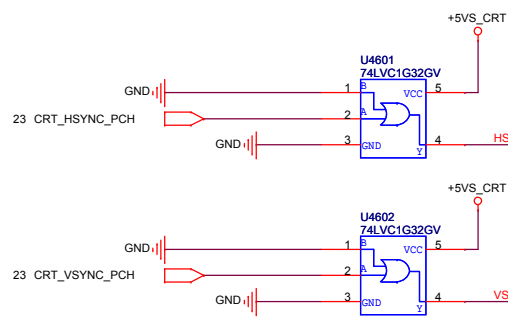 +5VS_CRT
U4601
74LVC1G32GV
GND 1 B VCC 5
23 CRT_HSYNC_PCH 2 A
GND 3 GND Y 4 HS
+5VS_CRT
U4602
74LVC1G32GV
GND 1 B VCC 5
23 CRT_VSYNC_PCH 2 A
GND 3 GND Y 4 VS